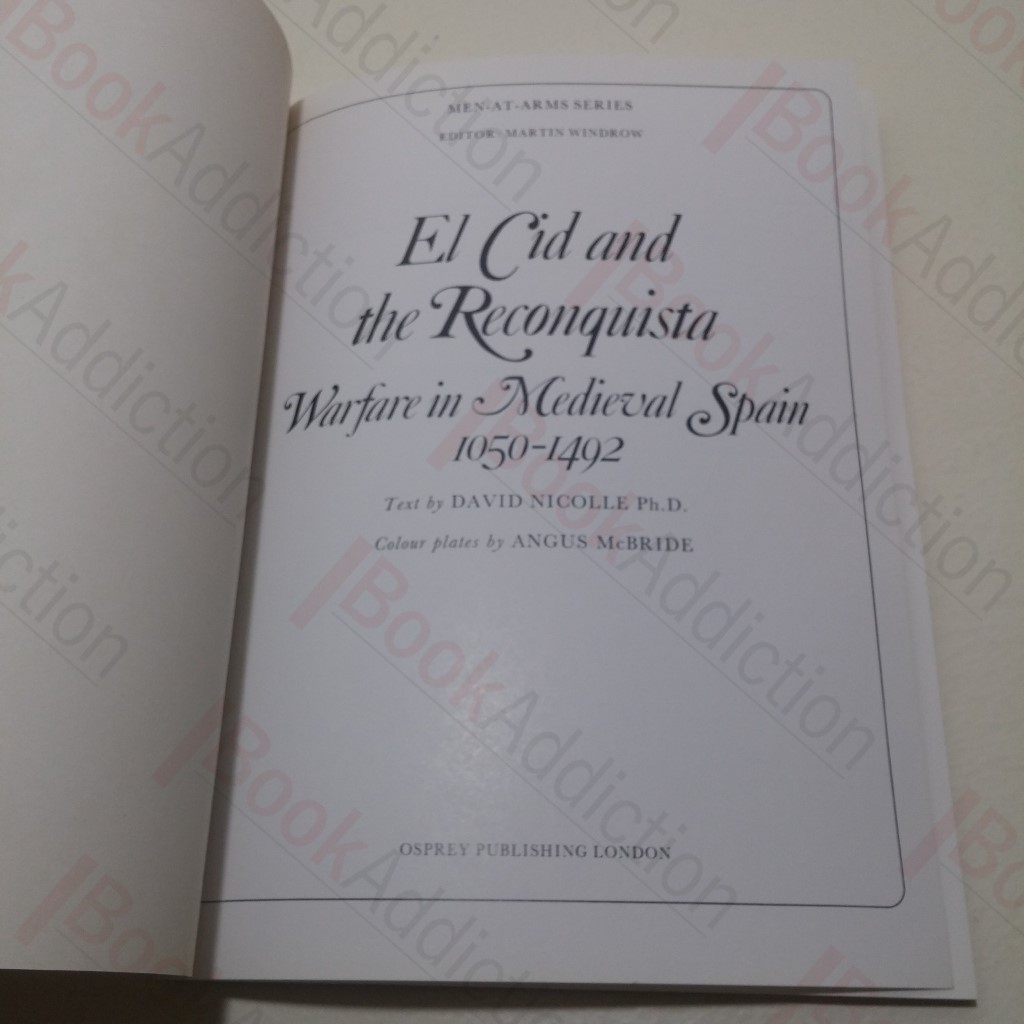 MEN-AT-ARMS SERIES
EDITOR: MARTIN WINDROW
El Cid and
the Reconquista
Warfare in Medieval Spain
1050-1492
Text by DAVID NICOLLE Ph.D.
Colour plates by ANGUS McBRIDE
OSPREY PUBLISHING LONDON
BookAddiction